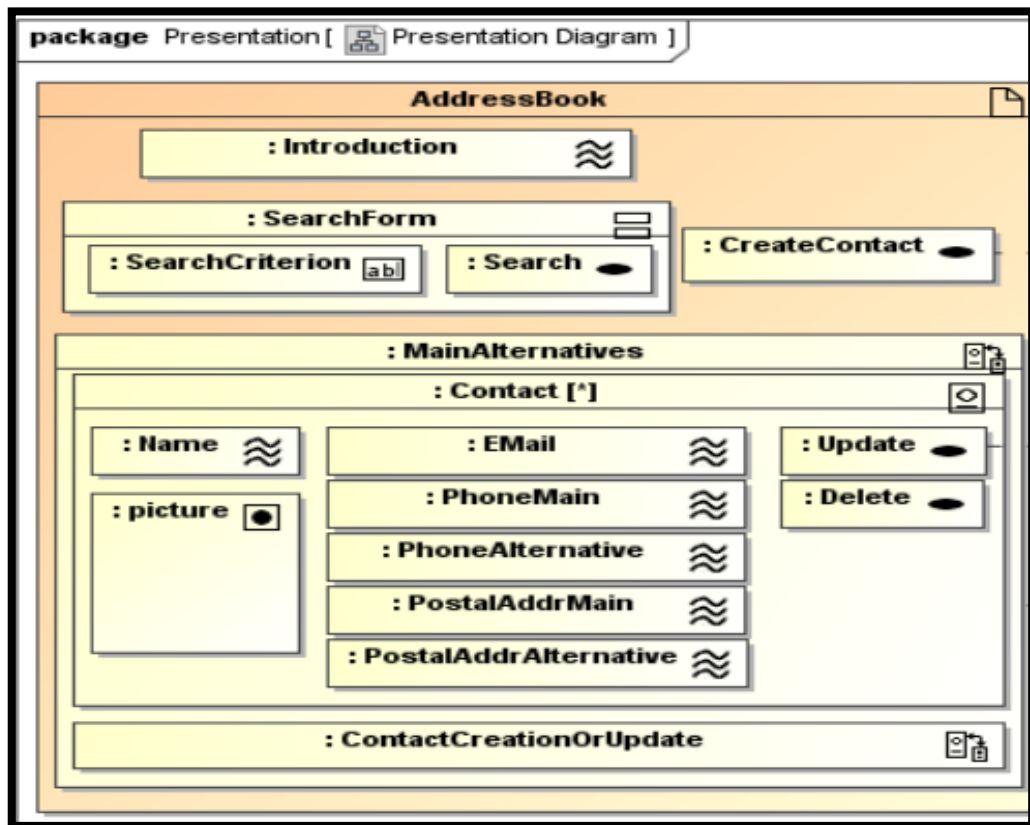 package Presentation [ Presentation Diagram ]
AddressBook
: Introduction
: SearchForm
: SearchCriterion ab|
: Search
: CreateContact
: MainAlternatives
: Contact [*]
: Name
: EMail
: Update
: picture
: PhoneMain
: Delete
: PhoneAlternative
: PostalAddrMain
: PostalAddrAlternative
: ContactCreationOrUpdate